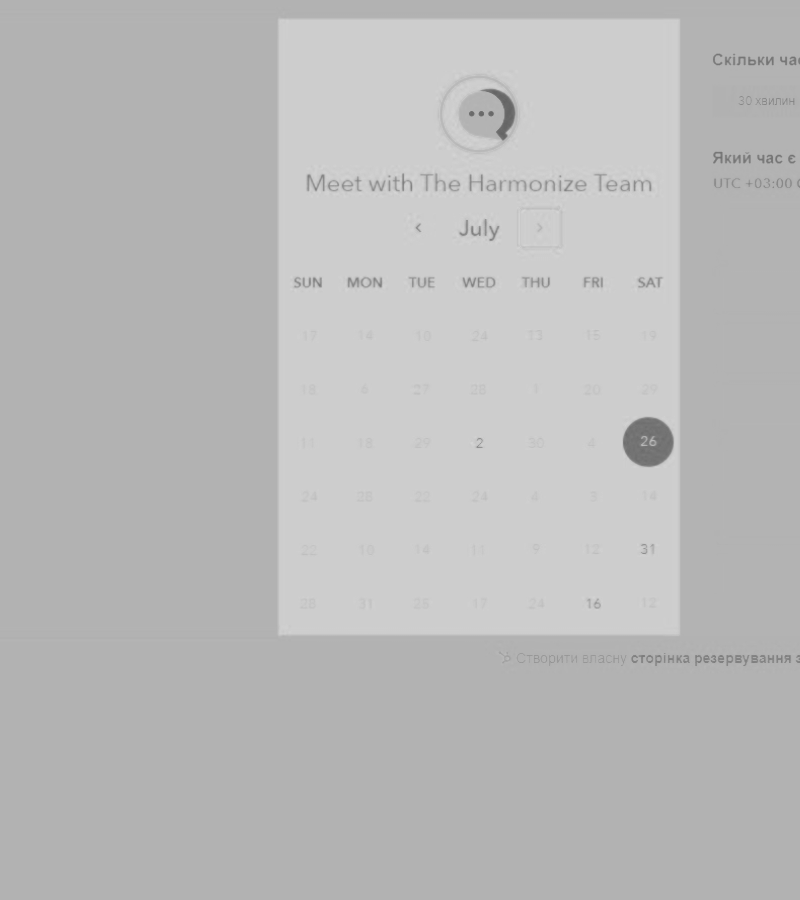 Meet with The Harmonize Team
July
SUN MON TUE WED THU FRI SAT
17 14 10 24 13 15 19
18 6 27 28 1 20 29
11 18 29 2 30 4 26
24 22 24 4 3 14
22 10 14 11 9 12 31
28 31 26 17 24 16 12
Скільки час
30 хвилин
Який час є
UTC +03:00
Створити власну сторінка резервування з